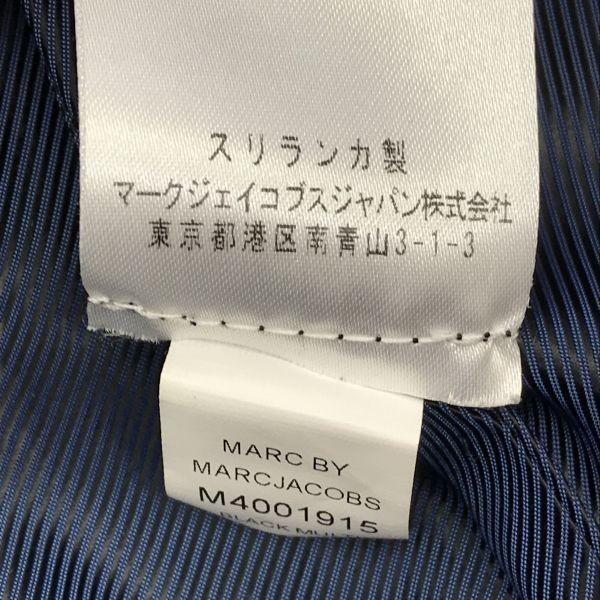 スリランカ製
マークジェイコブスジャパン株式会社
東京都港区南青山3-1-3
MARC BY
MARCJACOBS
M4001915
BLACK MULTI